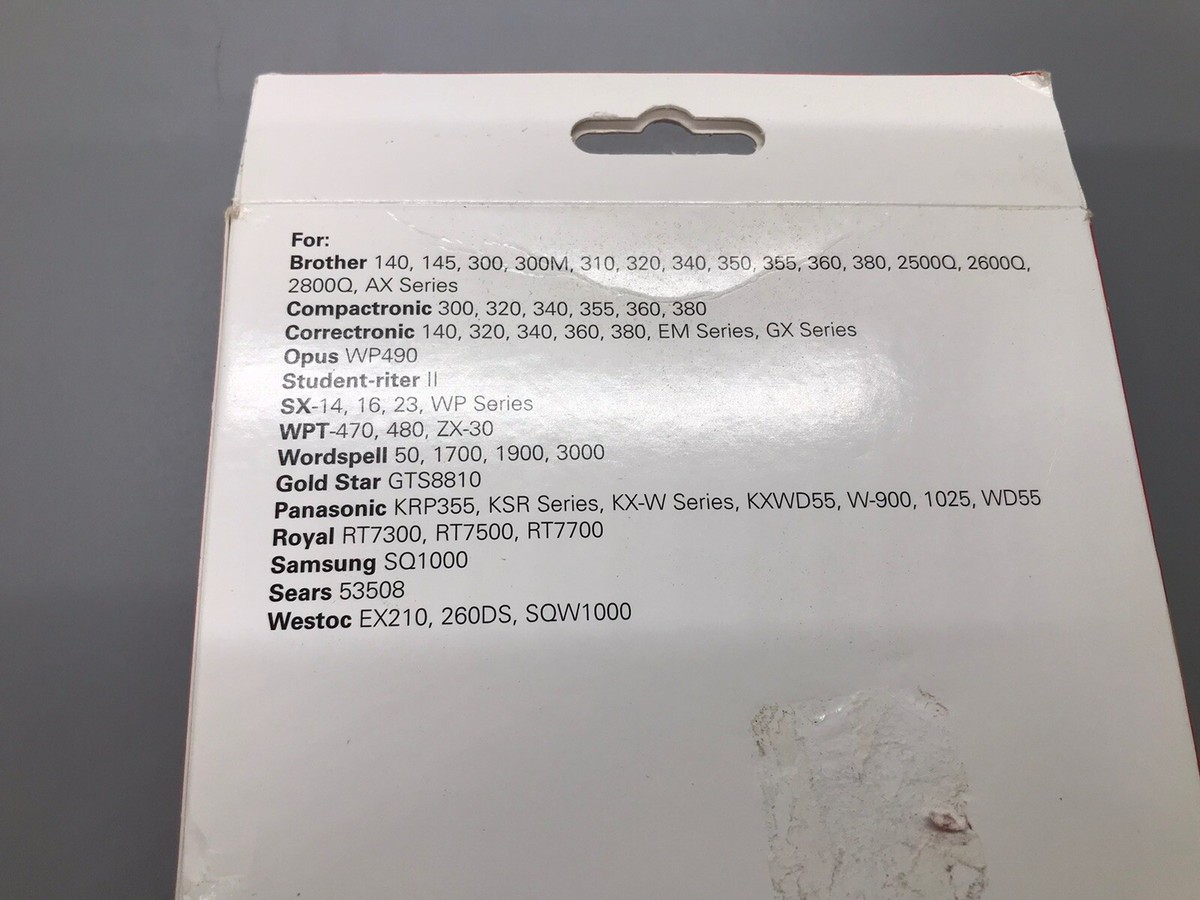 For:
Brother 140, 145, 300, 300M, 310, 320, 340, 350, 355, 360, 380, 2500Q, 2600Q,
2800Q, AX Series
Compactronic 300, 320, 340, 355, 360, 380
Correctronic 140, 320, 340, 360, 380, EM Series, GX Series
Opus WP490
Student-riter II
SX-14, 16, 23, WP Series
WPT-470, 480, ZX-30
Wordspell 50, 1700, 1900, 3000
Gold Star GTS8810
Panasonic KRP355, KSR Series, KX-W Series, KXWD55, W-900, 1025, WD55
Royal RT7300, RT7500, RT7700
Samsung SQ1000
Sears 53508
Westoc EX210, 260DS, SQW1000